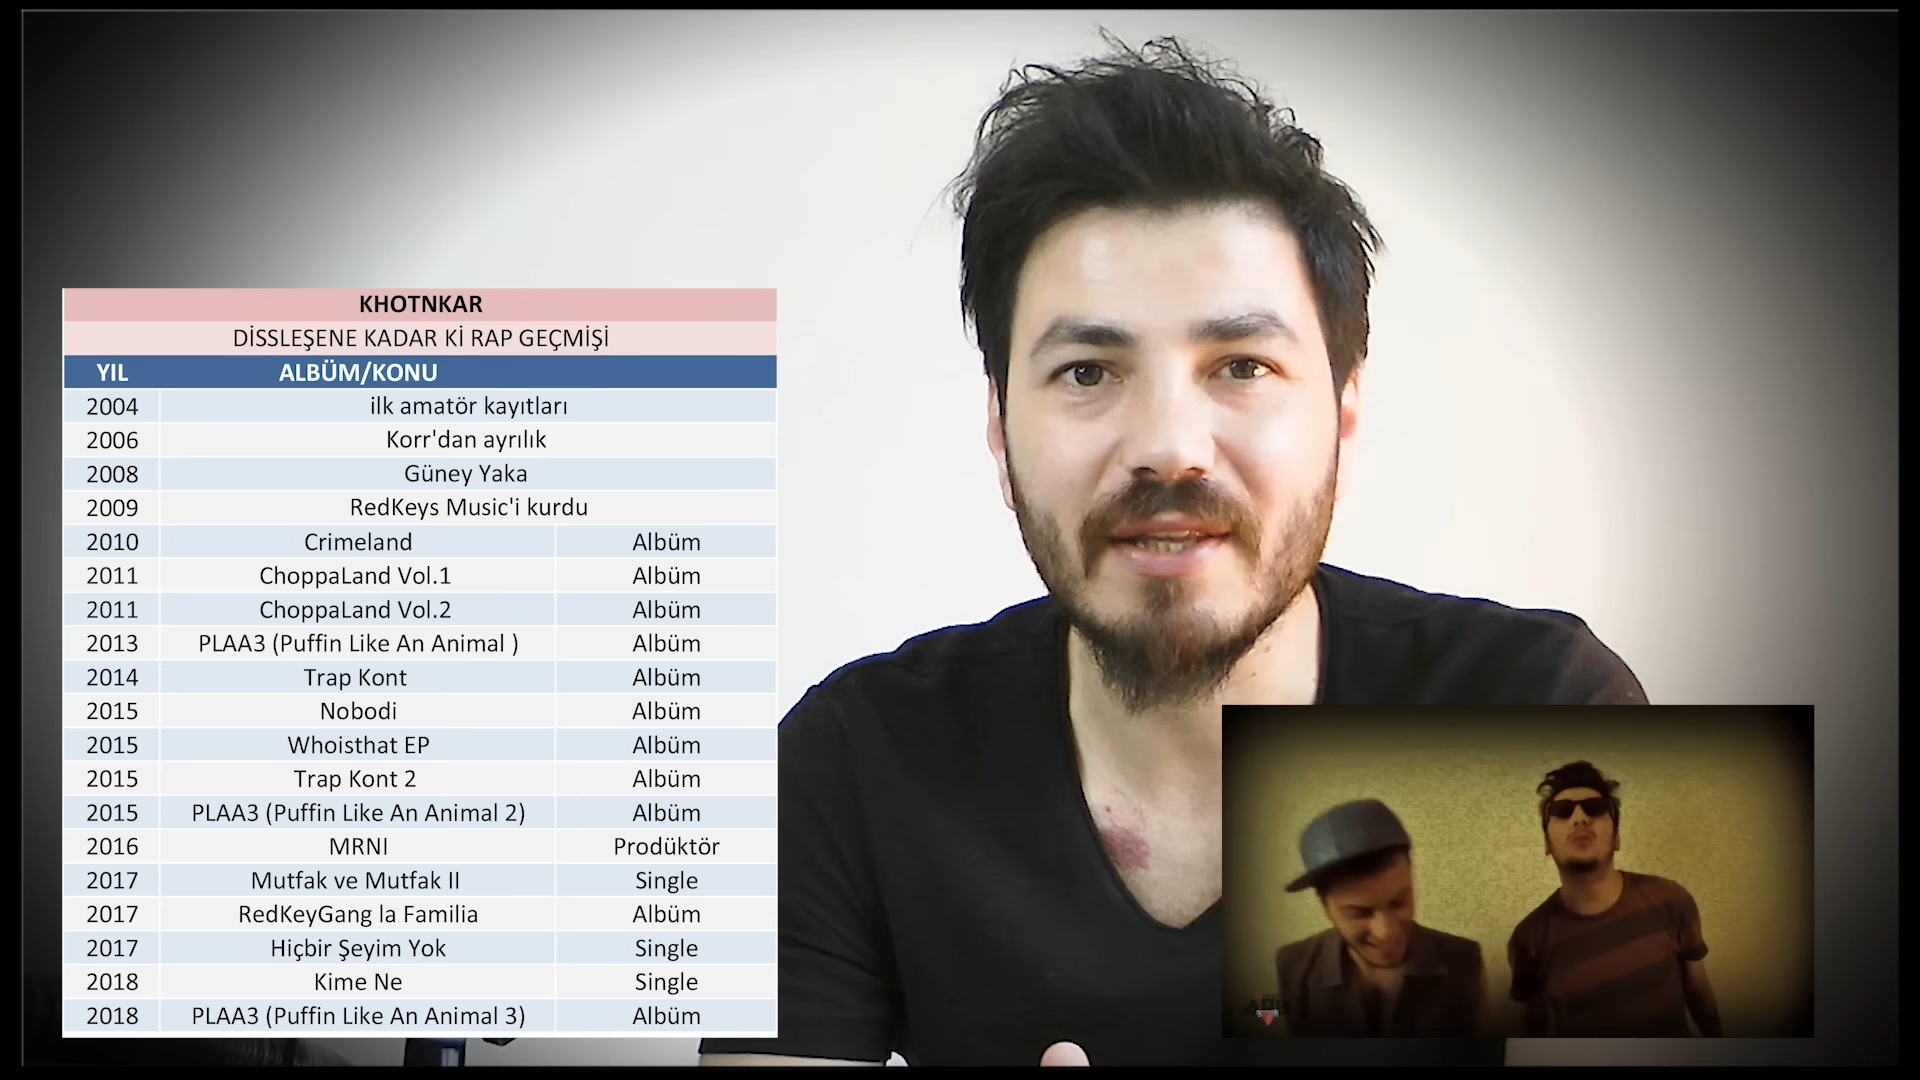 KHOTNKAR
DİSSLEŞENE KADAR Kİ RAP GEÇMİŞİ
YIL ALBÜM/KONU
2004 ilk amatör kayıtları
2006 Korr'dan ayrılık
2008 Güney Yaka
2009 RedKeys Music'i kurdu
2010 Crimeland Albüm
2011 ChoppaLand Vol.1 Albüm
2011 ChoppaLand Vol.2 Albüm
2013 PLAA3 (Puffin Like An Animal ) Albüm
2014 Trap Kont Albüm
2015 Nobodi Albüm
2015 Whoisthat EP Albüm
2015 Trap Kont 2 Albüm
2015 PLAA3 (Puffin Like An Animal 2) Albüm
2016 MRNI Prodüktör
2017 Mutfak ve Mutfak II Single
2017 RedKeyGang la Familia Albüm
2017 Hiçbir Şeyim Yok Single
2018 Kime Ne Single
2018 PLAA3 (Puffin Like An Animal 3) Albüm